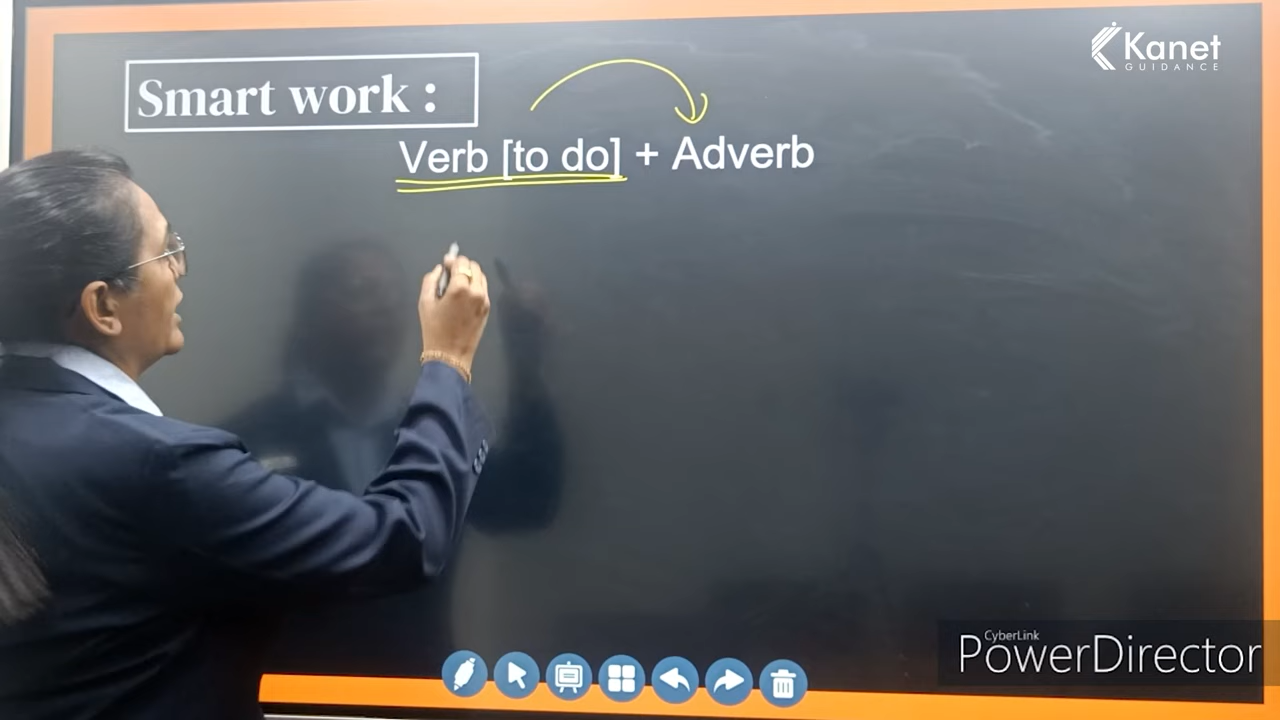 Kanet
GUIDANCE
Smart work :
Verb [to do] + Adverb
CyberLink
PowerDirector